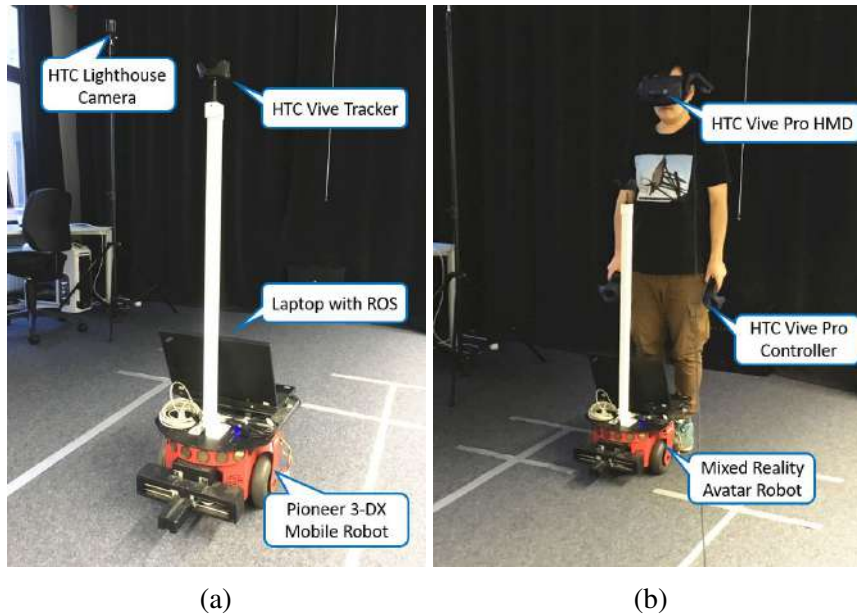 HTC Lighthouse
Camera
HTC Vive Tracker
Laptop with ROS
Pioneer 3-DX
Mobile Robot
(a)
HTC Vive Pro HMD
HTC Vive Pro
Controller
Mixed Reality
Avatar Robot
(b)